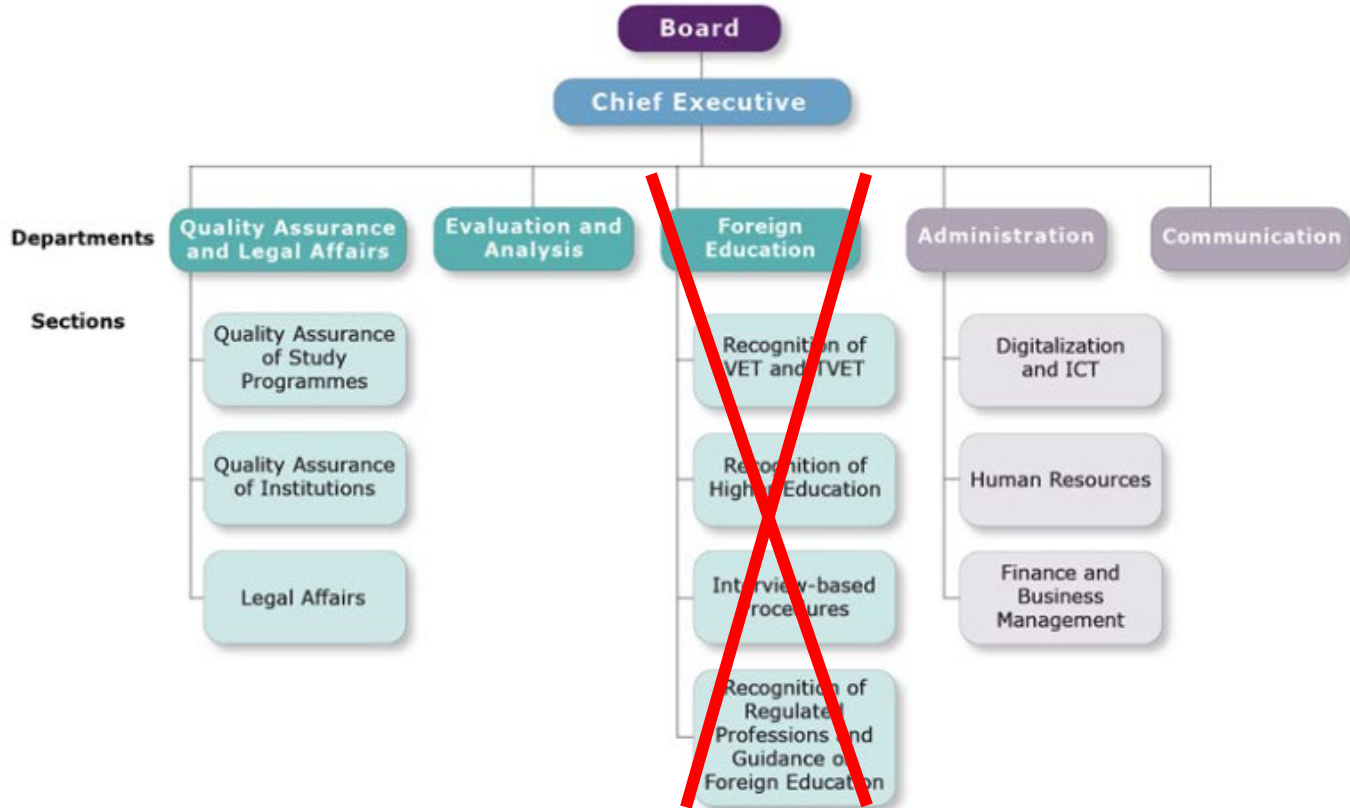 Board
Chief Executive
Departments
Quality Assurance
and Legal Affairs
Evaluation and
Analysis
Foreign
Education
Administration
Communication
Sections
Quality Assurance
of Study
Programmes
Quality Assurance
of Institutions
Legal Affairs
Recognition of
VET and TVET
Recognition of
Higher Education
Interview-based
Procedures
Recognition of
Regulated
Professions and
Guidance on
Foreign Education
Digitalization
and ICT
Human Resources
Finance and
Business
Management